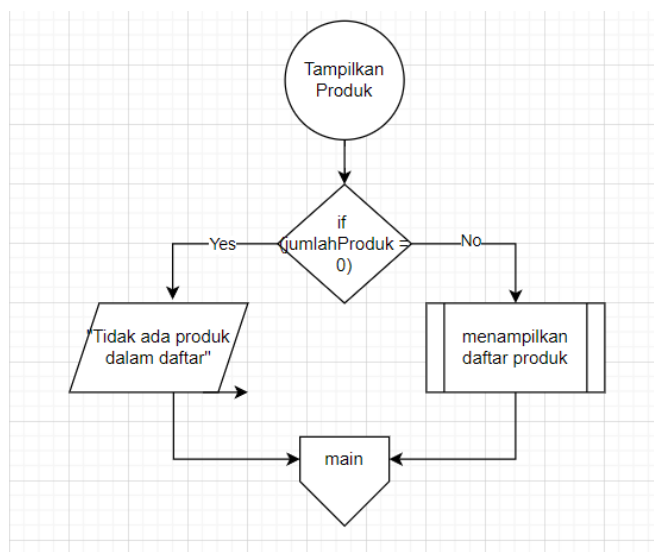 Tampilkan
Produk
if
(jumlahProduk =
0)
Yes
No
"Tidak ada produk
dalam daftar"
menampilkan
daftar produk
main